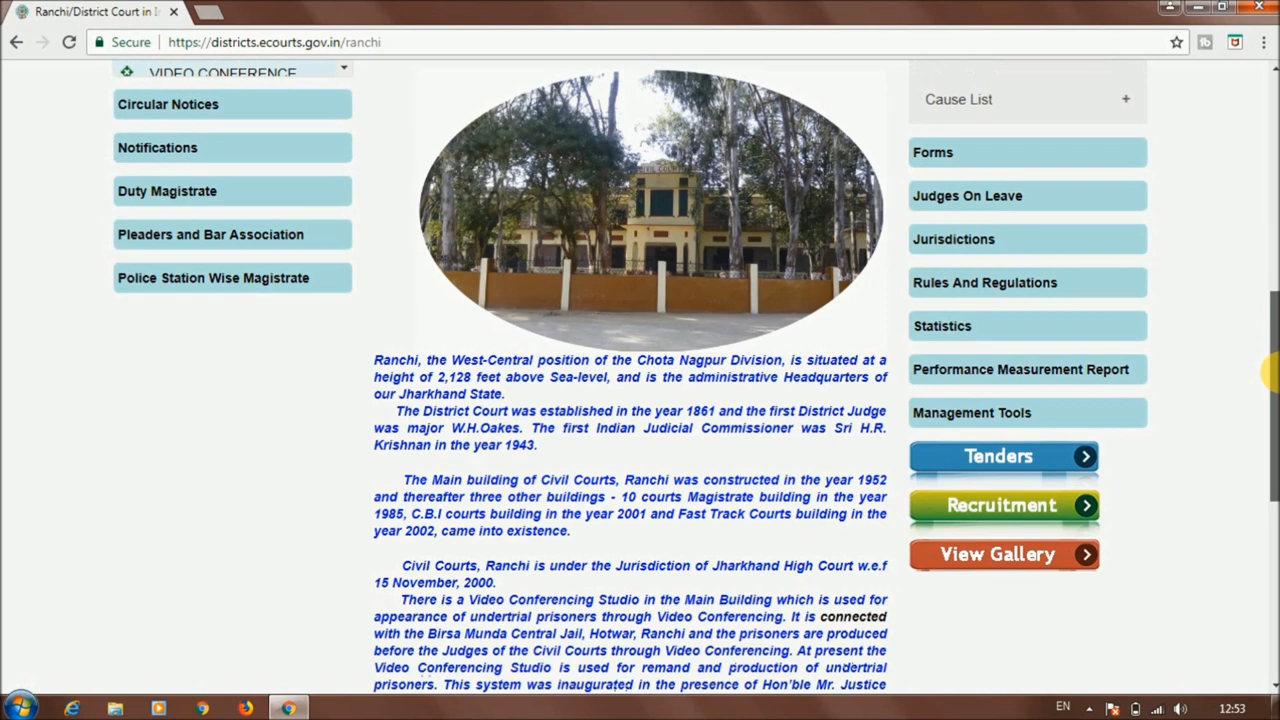 Ranchi/District Court in I
Secure
https://districts.ecourts.gov.in/ranchi
VIDEO CONFERENCE
Circular Notices
Notifications
Duty Magistrate
Pleaders and Bar Association
Police Station Wise Magistrate
CIVIL COURT
Ranchi, the West-Central position of the Chota Nagpur Division, is situated at a
height of 2,128 feet above Sea-level, and is the administrative Headquarters of
our Jharkhand State.
The District Court was established in the year 1861 and the first District Judge
was major W.H.Oakes. The first Indian Judicial Commissioner was Sri H.R.
Krishnan in the year 1943.
The Main building of Civil Courts, Ranchi was constructed in the year 1952
and thereafter three other buildings - 10 courts Magistrate building in the year
1985, C.B.I courts building in the year 2001 and Fast Track Courts building in the
year 2002, came into existence.
Civil Courts, Ranchi is under the Jurisdiction of Jharkhand High Court w.e.f
15 November, 2000.
There is a Video Conferencing Studio in the Main Building which is used for
appearance of undertrial prisoners through Video Conferencing. It is connected
with the Birsa Munda Central Jail, Hotwar, Ranchi and the prisoners are produced
before the Judges of the Civil Courts through Video Conferencing. At present the
Video Conferencing Studio is used for remand and production of undertrial
prisoners. This system was inaugurated in the presence of Hon'ble Mr. Justice
Cause List +
Forms
Judges On Leave
Jurisdictions
Rules And Regulations
Statistics
Performance Measurement Report
Management Tools
Tenders
Recruitment
View Gallery
EN
12:53